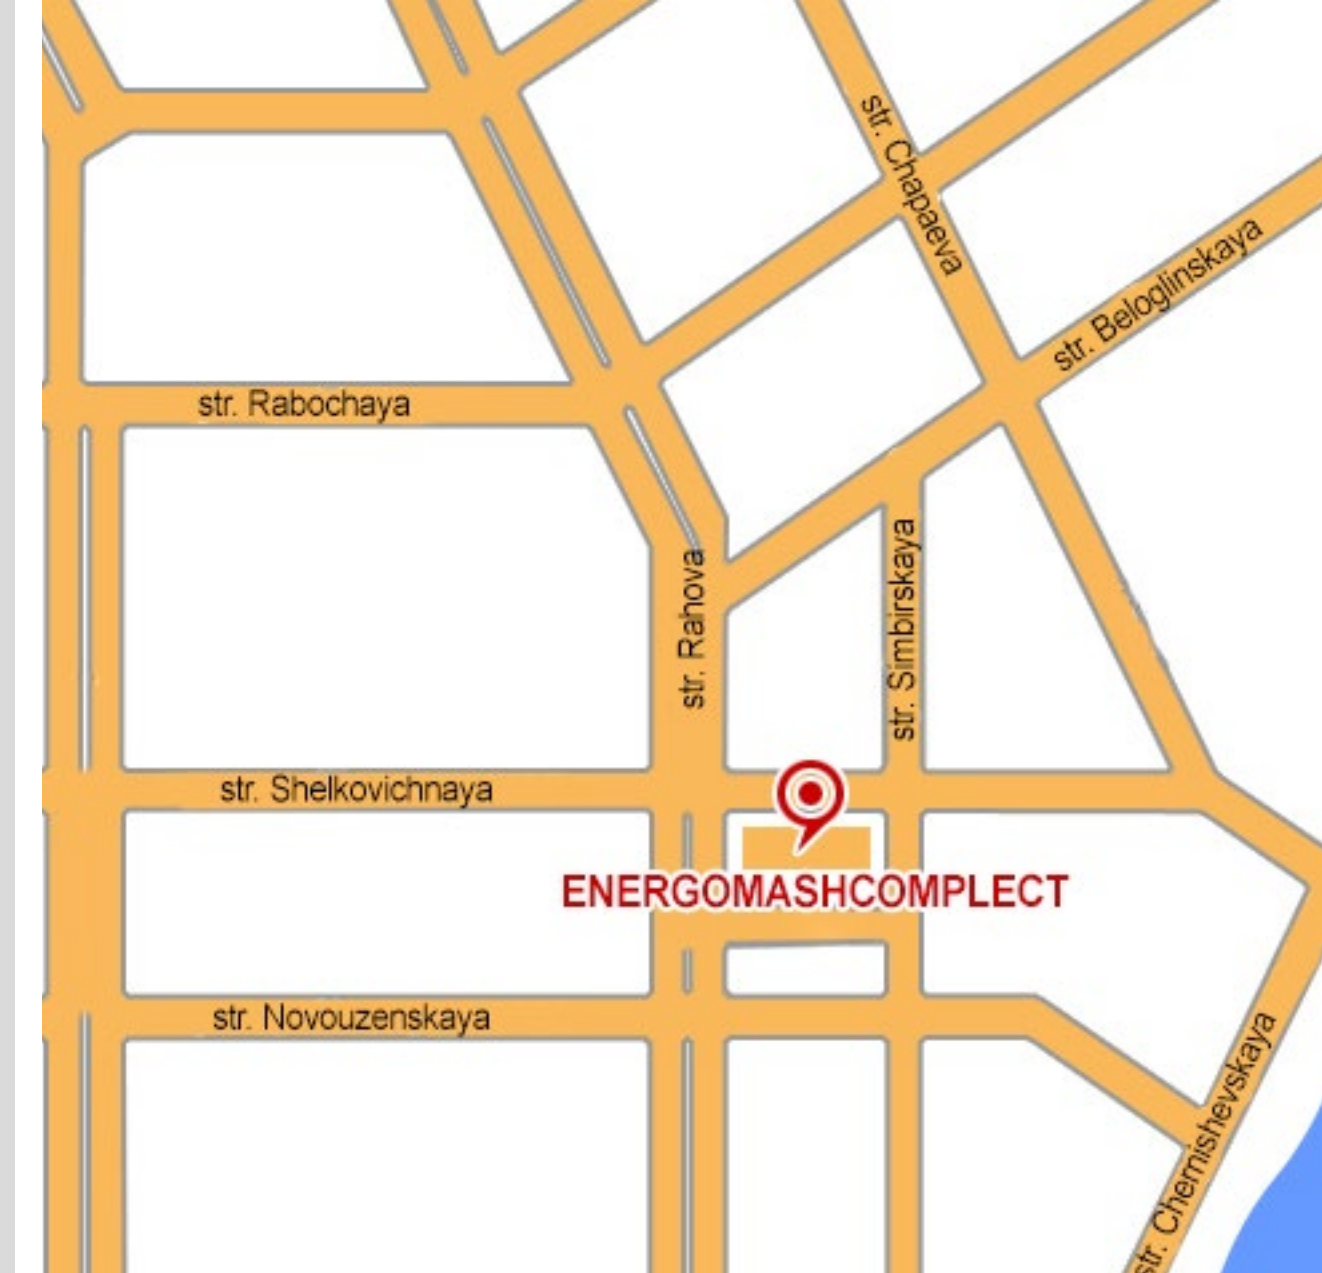 str. Chapaeva
str. Beloglinskaya
str. Rabochaya
str. Rahova
str. Simbirskaya
str. Shelkovichnaya
ENERGOMASHCOMPLECT
str. Novouzenskaya
str. Chernishevskaya